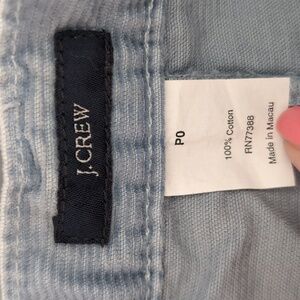 J.CREW
P0
100% Cotton
RN77388
Made in Macau